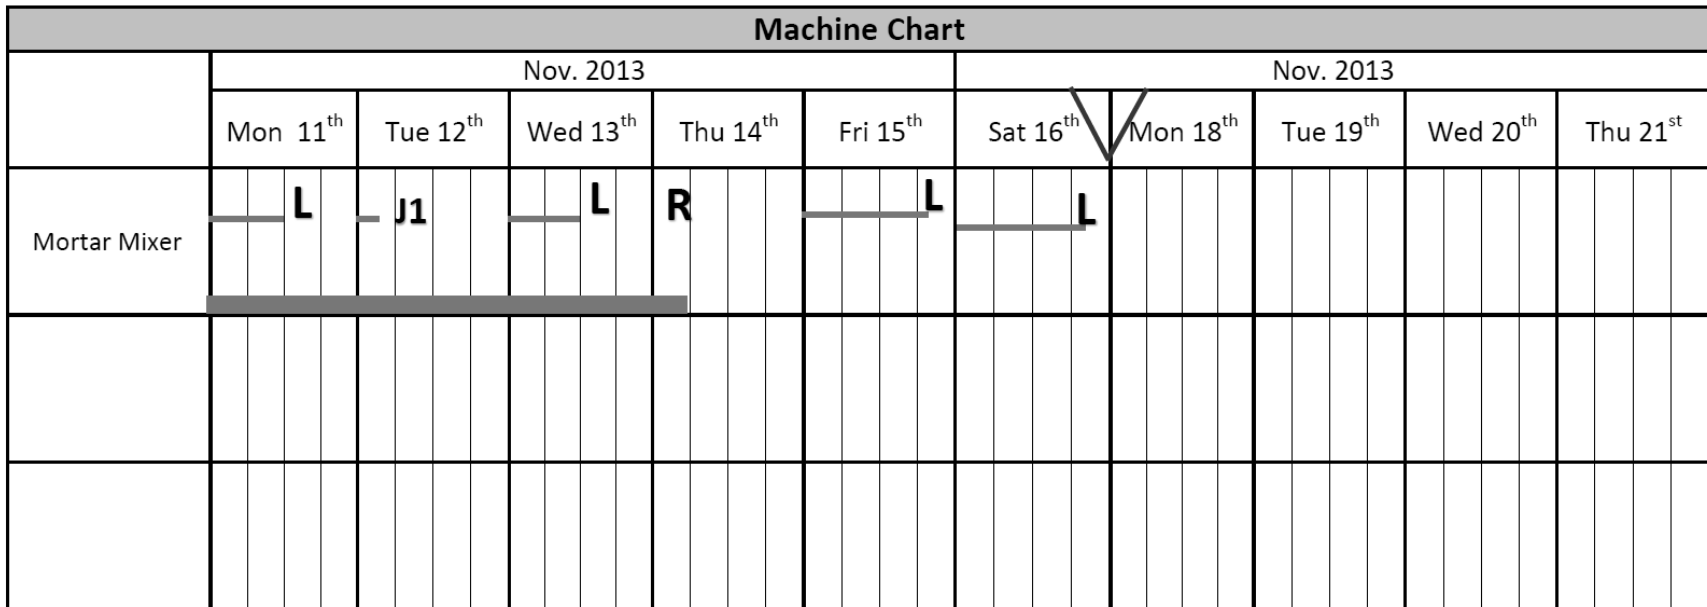 Machine Chart
Nov. 2013 Nov. 2013
Mon 11th Tue 12th Wed 13th Thu 14th Fri 15th Sat 16th Mon 18th Tue 19th Wed 20th Thu 21st
L J1 L R L L
Mortar Mixer